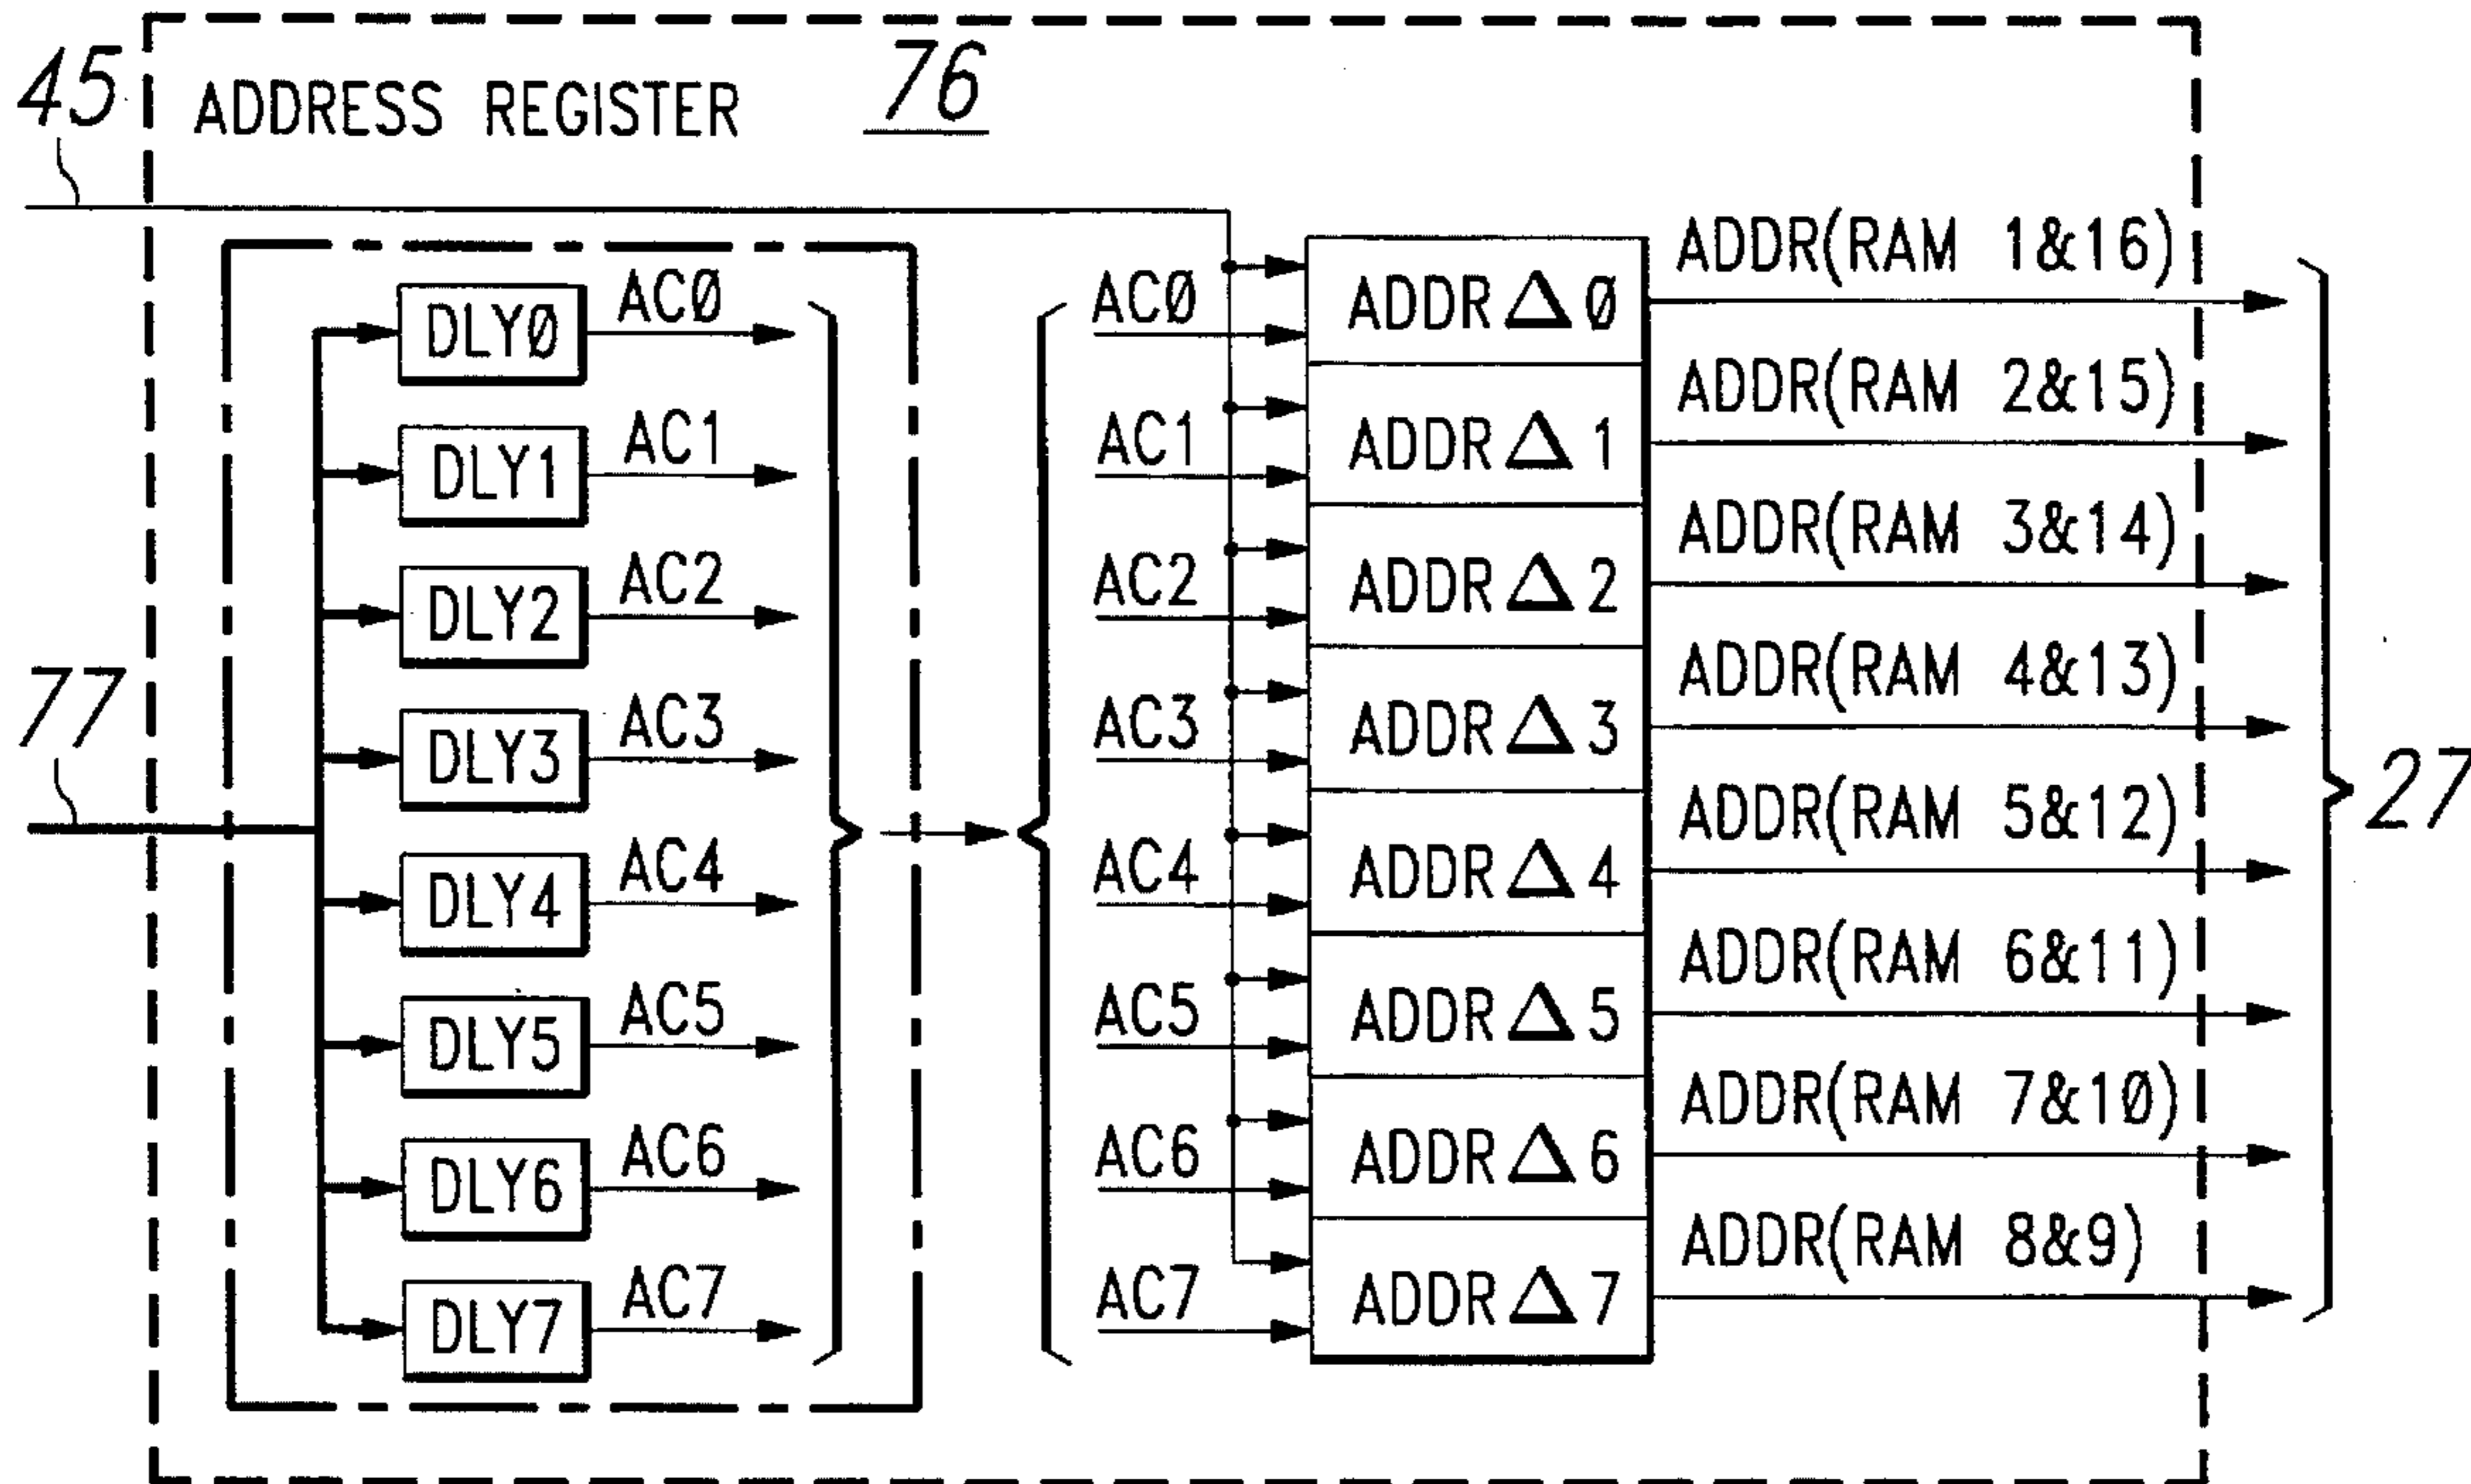 45
ADDRESS REGISTER 76
77
DLYØ
DLY1
DLY2
DLY3
DLY4
DLY5
DLY6
DLY7
ACØ
AC1
AC2
AC3
AC4
AC5
AC6
AC7
ACØ
AC1
AC2
AC3
AC4
AC5
AC6
AC7
ADDR △ Ø
ADDR △ 1
ADDR △ 2
ADDR △ 3
ADDR △ 4
ADDR △ 5
ADDR △ 6
ADDR △ 7
ADDR(RAM 1&16)
ADDR(RAM 2&15)
ADDR(RAM 3&14)
ADDR(RAM 4&13)
ADDR(RAM 5&12)
ADDR(RAM 6&11)
ADDR(RAM 7&1Ø)
ADDR(RAM 8&9)
27